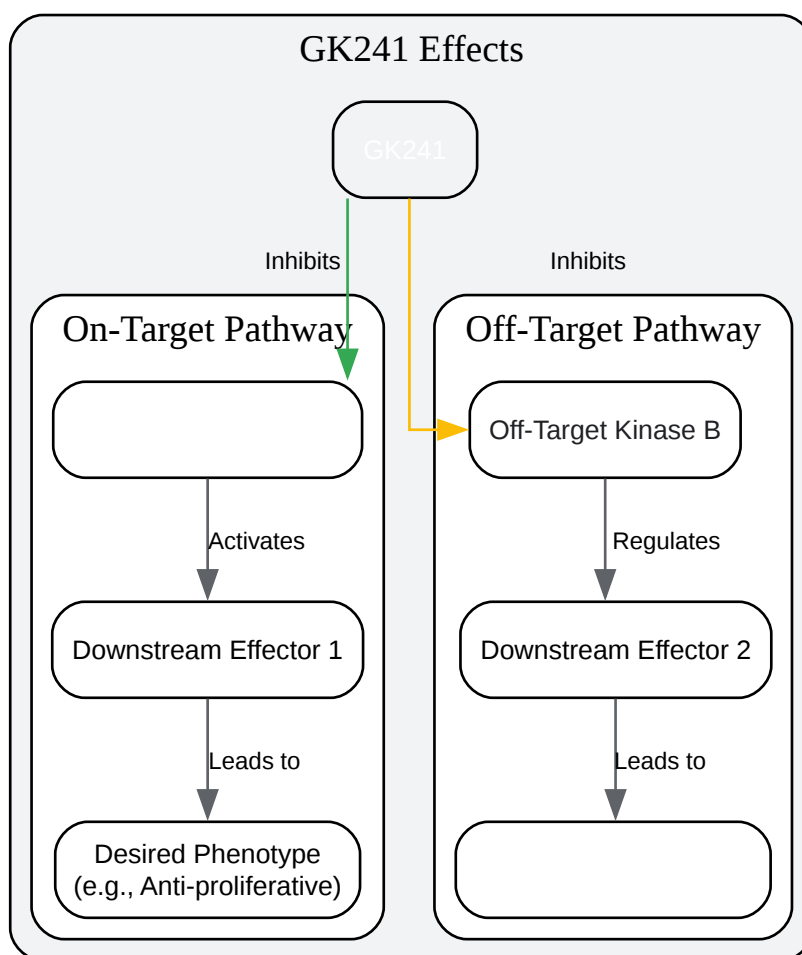 GK241 Effects
GK241
Inhibits
Inhibits
On-Target Pathway
Off-Target Pathway
Off-Target Kinase B
Activates
Regulates
Downstream Effector 1
Downstream Effector 2
Leads to
Leads to
Desired Phenotype
(e.g., Anti-proliferative)